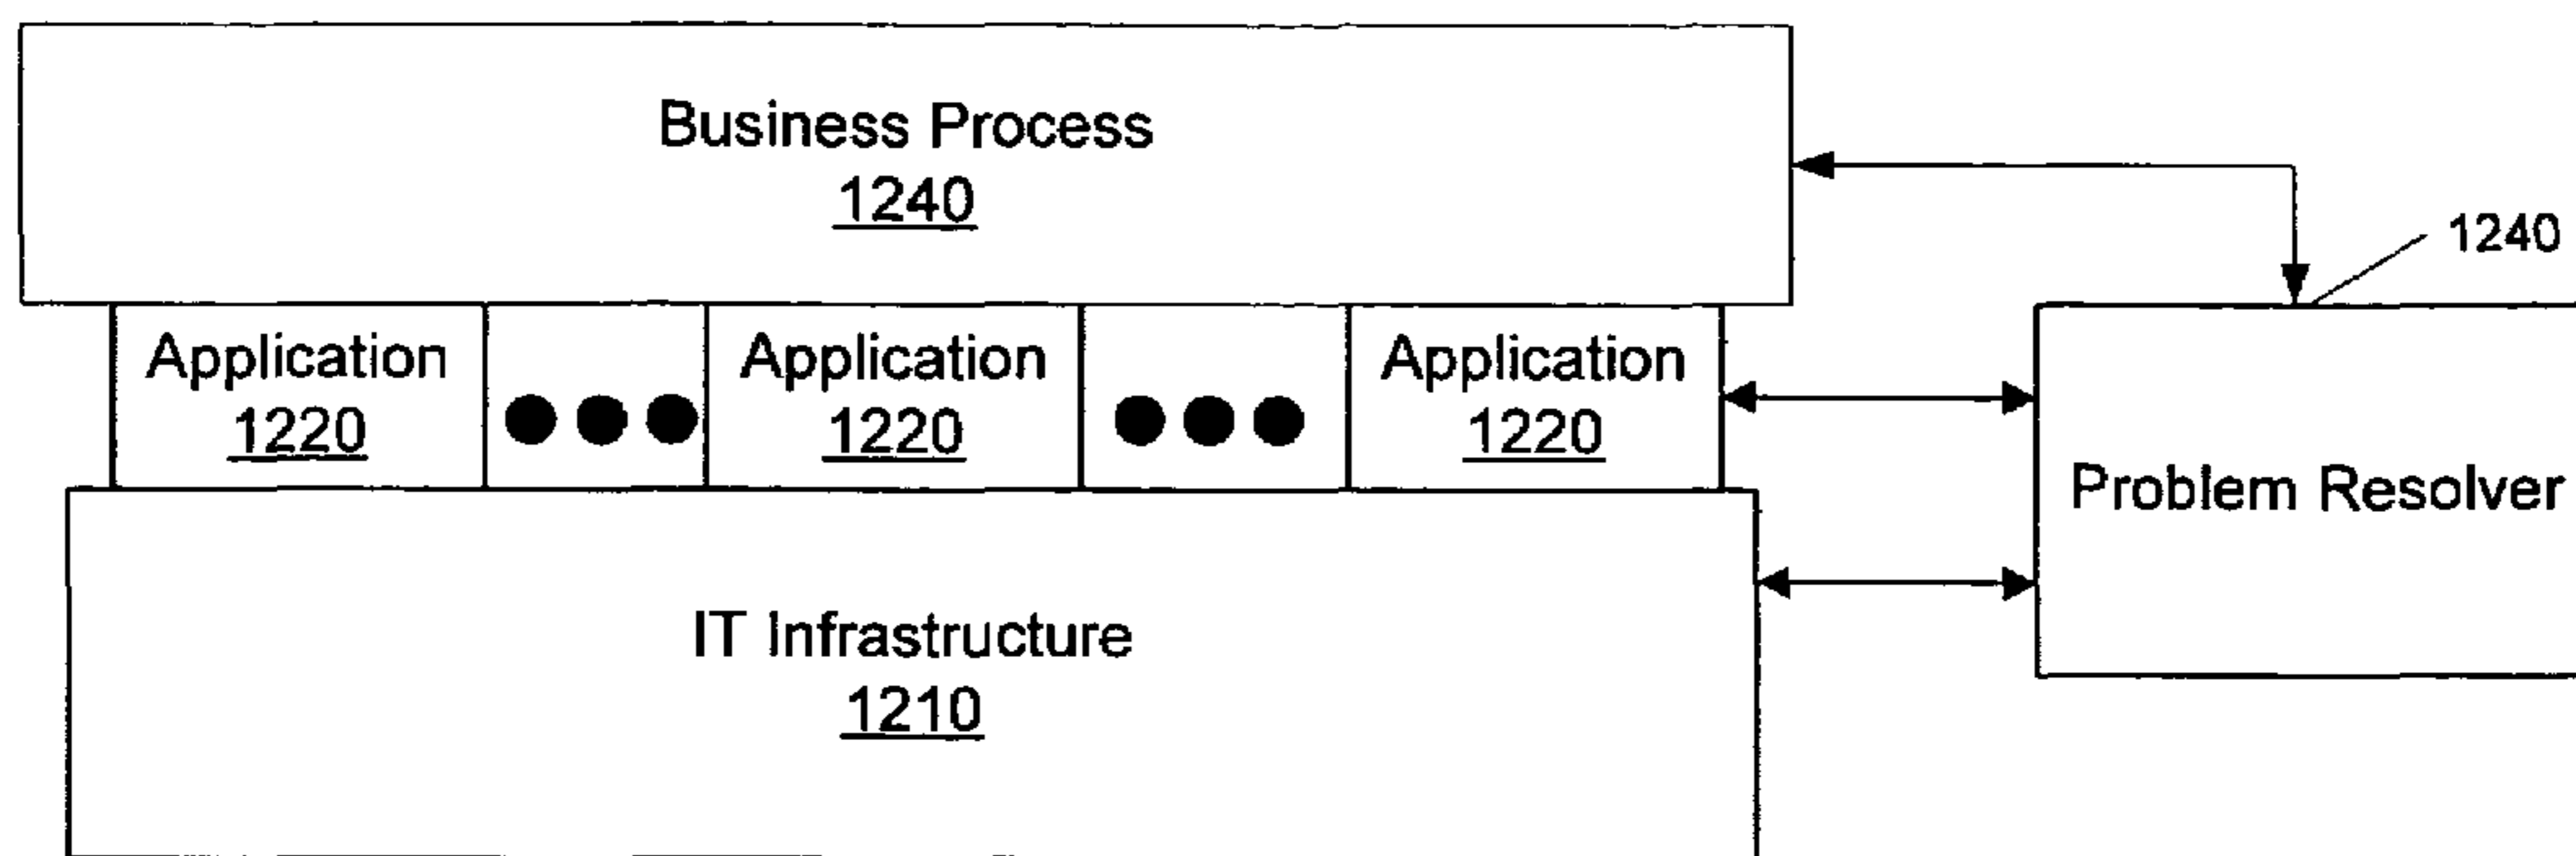 Business Process
1240
1240
Application
1220
Application
1220
Application
1220
Problem Resolver
IT Infrastructure
1210